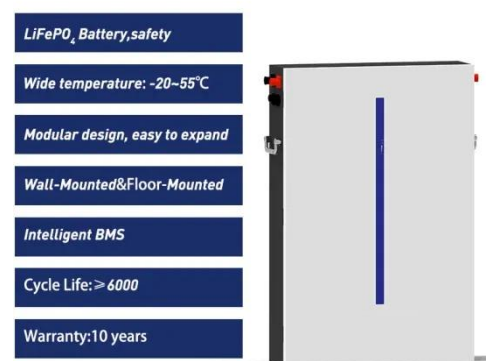 LiFePO₄ Battery,safety
Wide temperature: -20~55℃
Modular design, easy to expand
Wall-Mounted&Floor-Mounted
Intelligent BMS
Cycle Life:≥6000
Warranty:10 years